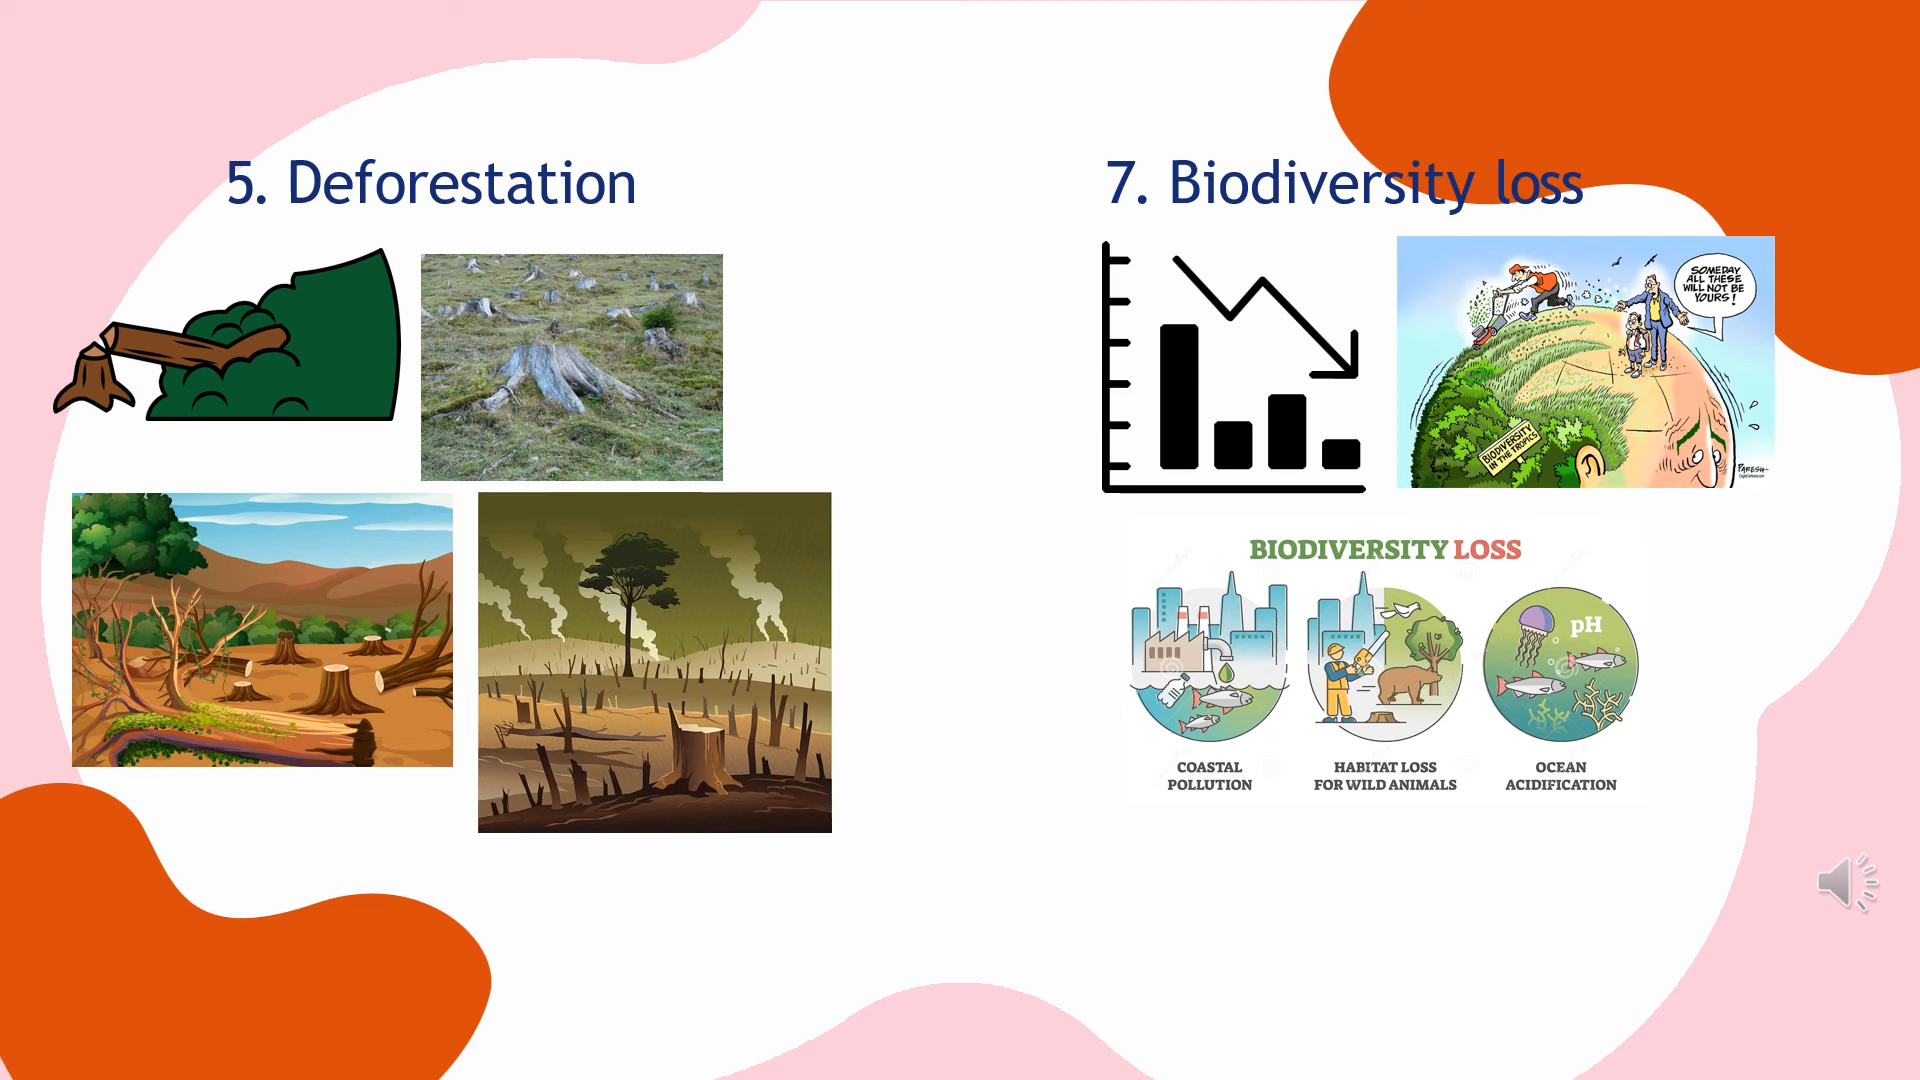 5. Deforestation
7. Biodiversity loss
SOMEDAY
ALL THESE
WILL NOT BE
YOURS!
BIODIVERSITY
IN THE TROPICS
PARESH
BIODIVERSITY LOSS
pH
COASTAL
POLLUTION
HABITAT LOSS
FOR WILD ANIMALS
OCEAN
ACIDIFICATION